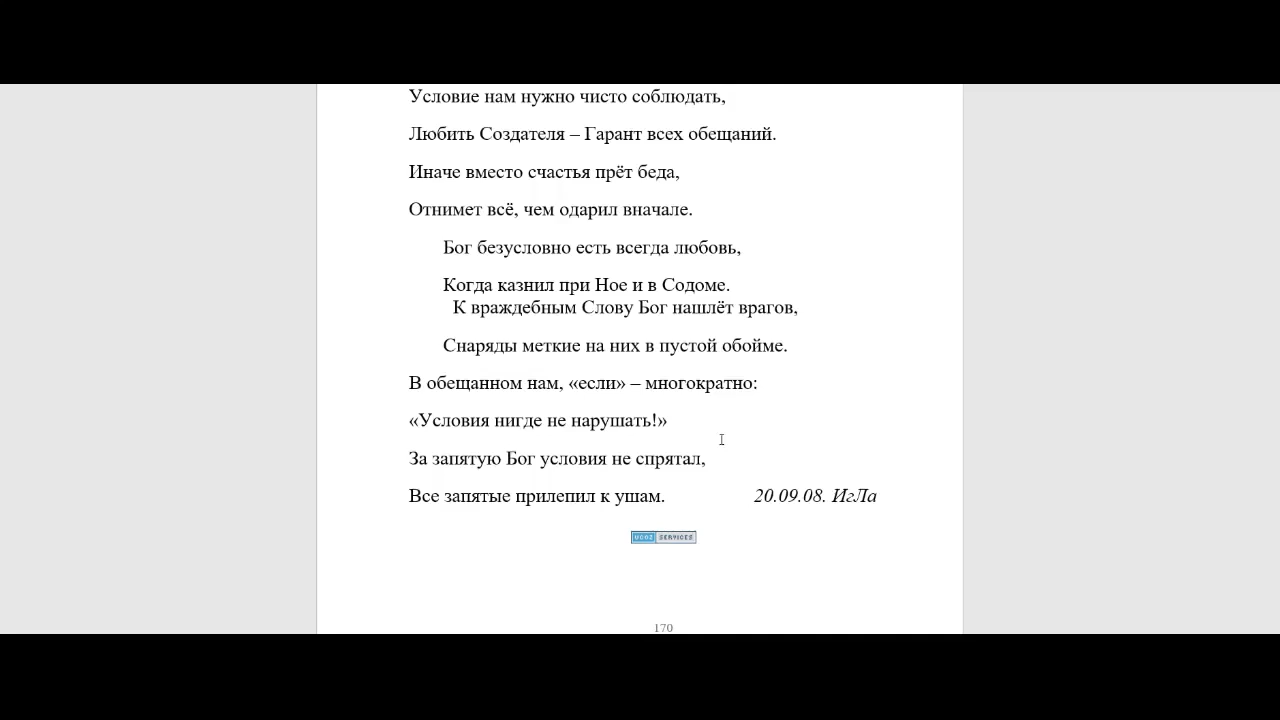 Условие нам нужно чисто соблюдать,
Любить Создателя – Гарант всех обещаний.
Иначе вместо счастья прёт беда,
Отнимет всё, чем одарил вначале.
Бог безусловно есть всегда любовь,
Когда казнил при Ное и в Содоме.
К враждебным Слову Бог нашлёт врагов,
Снаряды меткие на них в пустой обойме.
В обещанном нам, «если» – многократно:
«Условия нигде не нарушать!»
За запятую Бог условия не спрятал,
Все запятые прилепил к ушам. 20.09.08. ИгЛа
UCOZ SERVICES
170